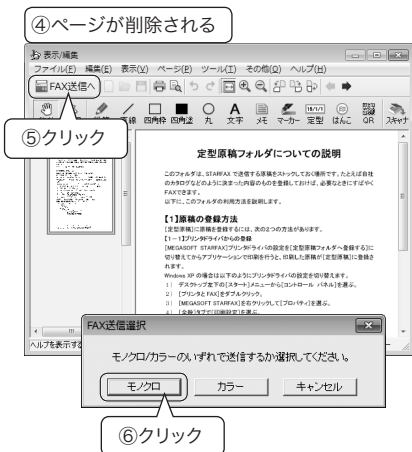 ④ページが削除される
表示/編集
ファイル(F) 編集(E) 表示(V) ページ(P) ツール(T) その他(O) ヘルプ(H)
FAX送信へ
直線 四角枠 四角塗 丸 文字 メモ マーカー 定型 はんこ QR スキャナ
⑤クリック
定型原稿フォルダについての説明
このフォルダは、STARFAX で送信する原稿をストックしておく場所です。たとえば自社
のカタログなどのように決まった内容のものを登録しておけば、必要なときにすばやく
FAXできます。
以下に、このフォルダの利用方法を説明します。
【1】原稿の登録方法
[定型原稿]に原稿を登録するには、次の2つの方法があります。
【1－1】プリンタドライバからの登録
[MEGASOFT STARFAX]プリンタドライバの設定を[定型原稿フォルダへ登録する]に
切り替えてからアプリケーションで印刷を行うと、印刷した原稿が[定型原稿]に登録さ
れます。
Windows XP の場合は以下のようにプリンタドライバの設定を切り替えます。
1） デスクトップ左下の[スタート]メニューから[コントロール パネル]を選ぶ。
2） [プリンタと FAX]をダブルクリック。
3） [MEGASOFT STARFAX]を右クリックして[プロパティ]を選ぶ。
4） [全般]タブで[印刷設定]を選ぶ。
ヘルプを表示する
FAX送信選択
モノクロ/カラーのいずれで送信するか選択してください。
モノクロ カラー キャンセル
⑥クリック